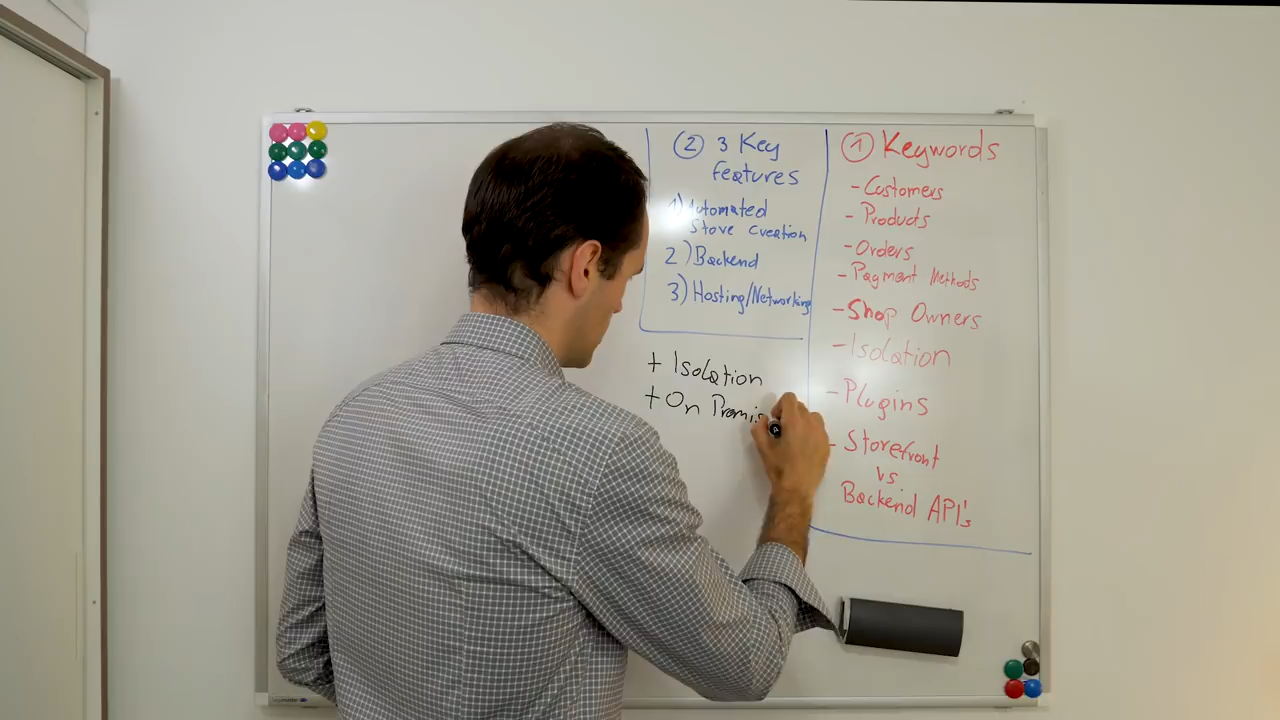 ② 3 Key
Features
1) Automated
Store Creation
2) Backend
3) Hosting/Networking
+ Isolation
+ On Premis
① Keywords
- Customers
- Products
- Orders
- Payment Methods
- Shop Owners
- Isolation
- Plugins
- Storefront
vs.
Backend API's